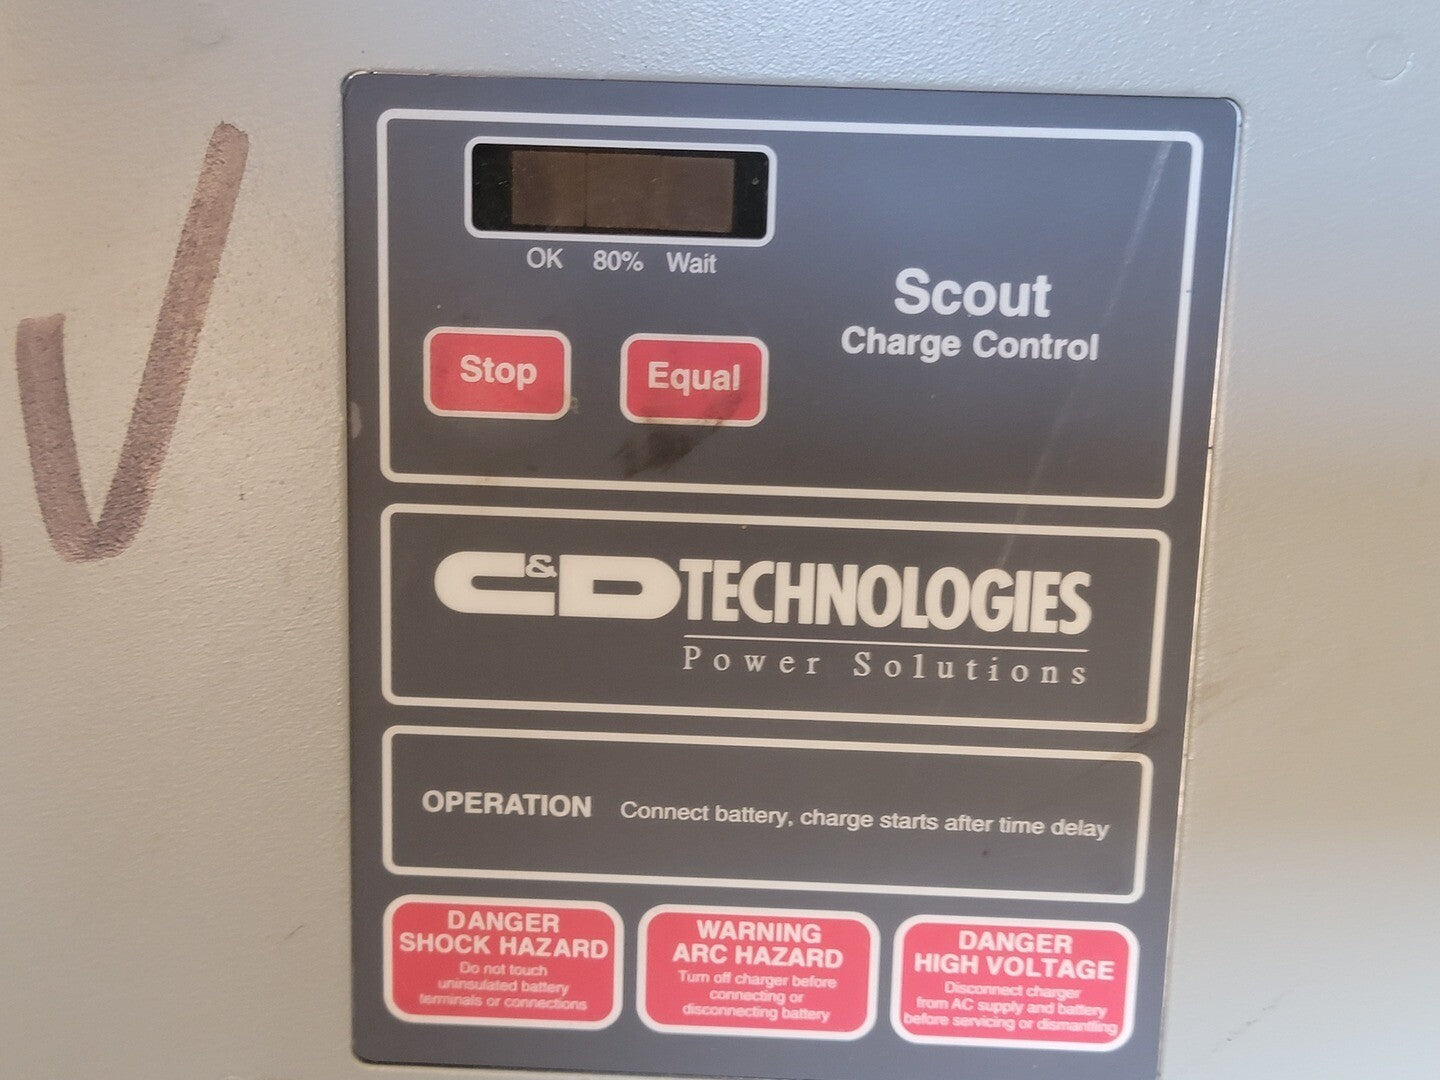 OK 80% Wait
Scout
Charge Control
Stop Equal
C&D TECHNOLOGIES
Power Solutions
OPERATION Connect battery, charge starts after time delay
DANGER
SHOCK HAZARD
Do not touch
uninsulated battery
terminals or connections
WARNING
ARC HAZARD
Turn off charger before
connecting or
disconnecting battery
DANGER
HIGH VOLTAGE
Disconnect charger
from AC supply and battery
before servicing or dismantling
V